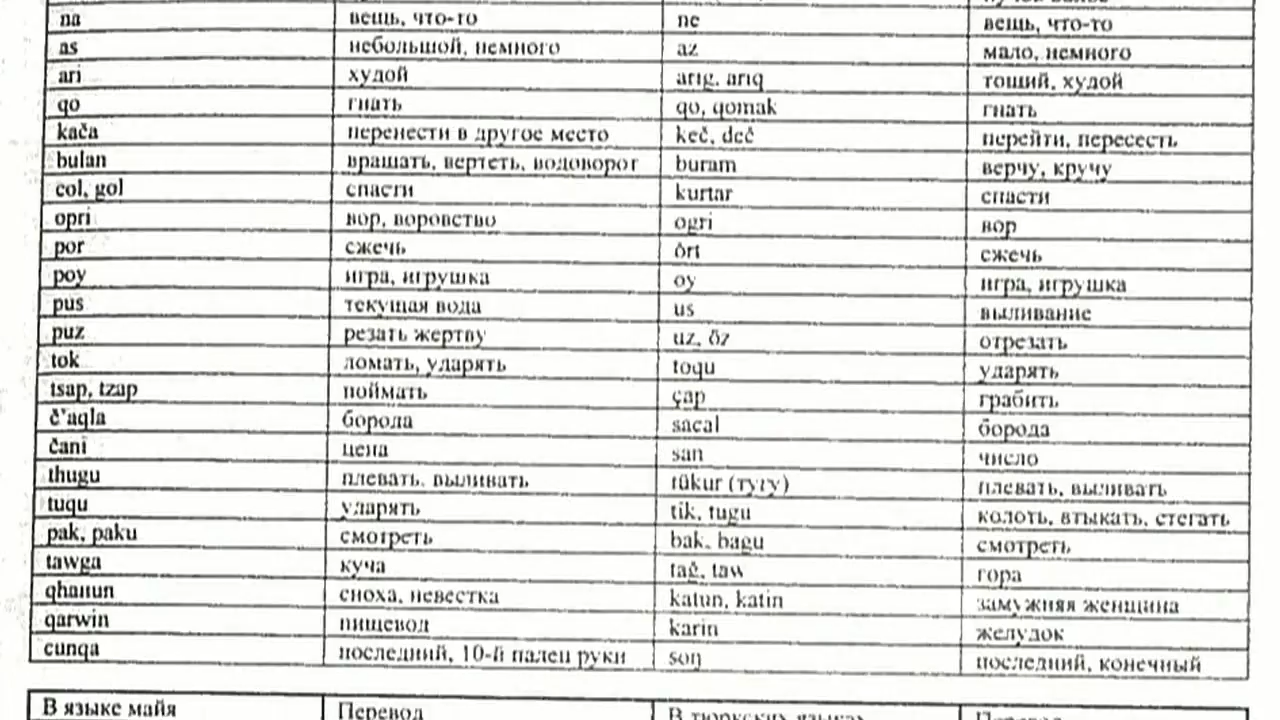 na вещь, что-то ne вещь, что-то
as небольшой, немного az мало, немного
ari худой arıg, arıq тощий, худой
qo гнать qo, qomak гнать
kača перенести в другое место keč, deč перейти, пересесть
bulan вращать, вертеть, водоворот buram верчу, кручу
col, gol спасти kurtar спасти
opri вор, воровство ogri вор
por сжечь ört сжечь
poy игра, игрушка oy игра, игрушка
pus текущая вода us выливание
puz резать жертву uz, öz отрезать
tok ломать, ударять toqu ударять
tsap, tzap поймать çap грабить
č'aqla борода sacal борода
čani цена san число
thugu плевать, выливать tükur (тугу) плевать, выливать
tuqu ударять tik, tugu колоть, втыкать, стегать
pak, paku смотреть bak, bagu смотреть
tawga куча tağ, taw гора
qhanun сноха, невестка katun, katin замужняя женщина
qarwin пищевод karin желудок
cunqa последний, 10-й палец руки soŋ последний, конечный
В языке майя Перевод В тюркских языках Перевод